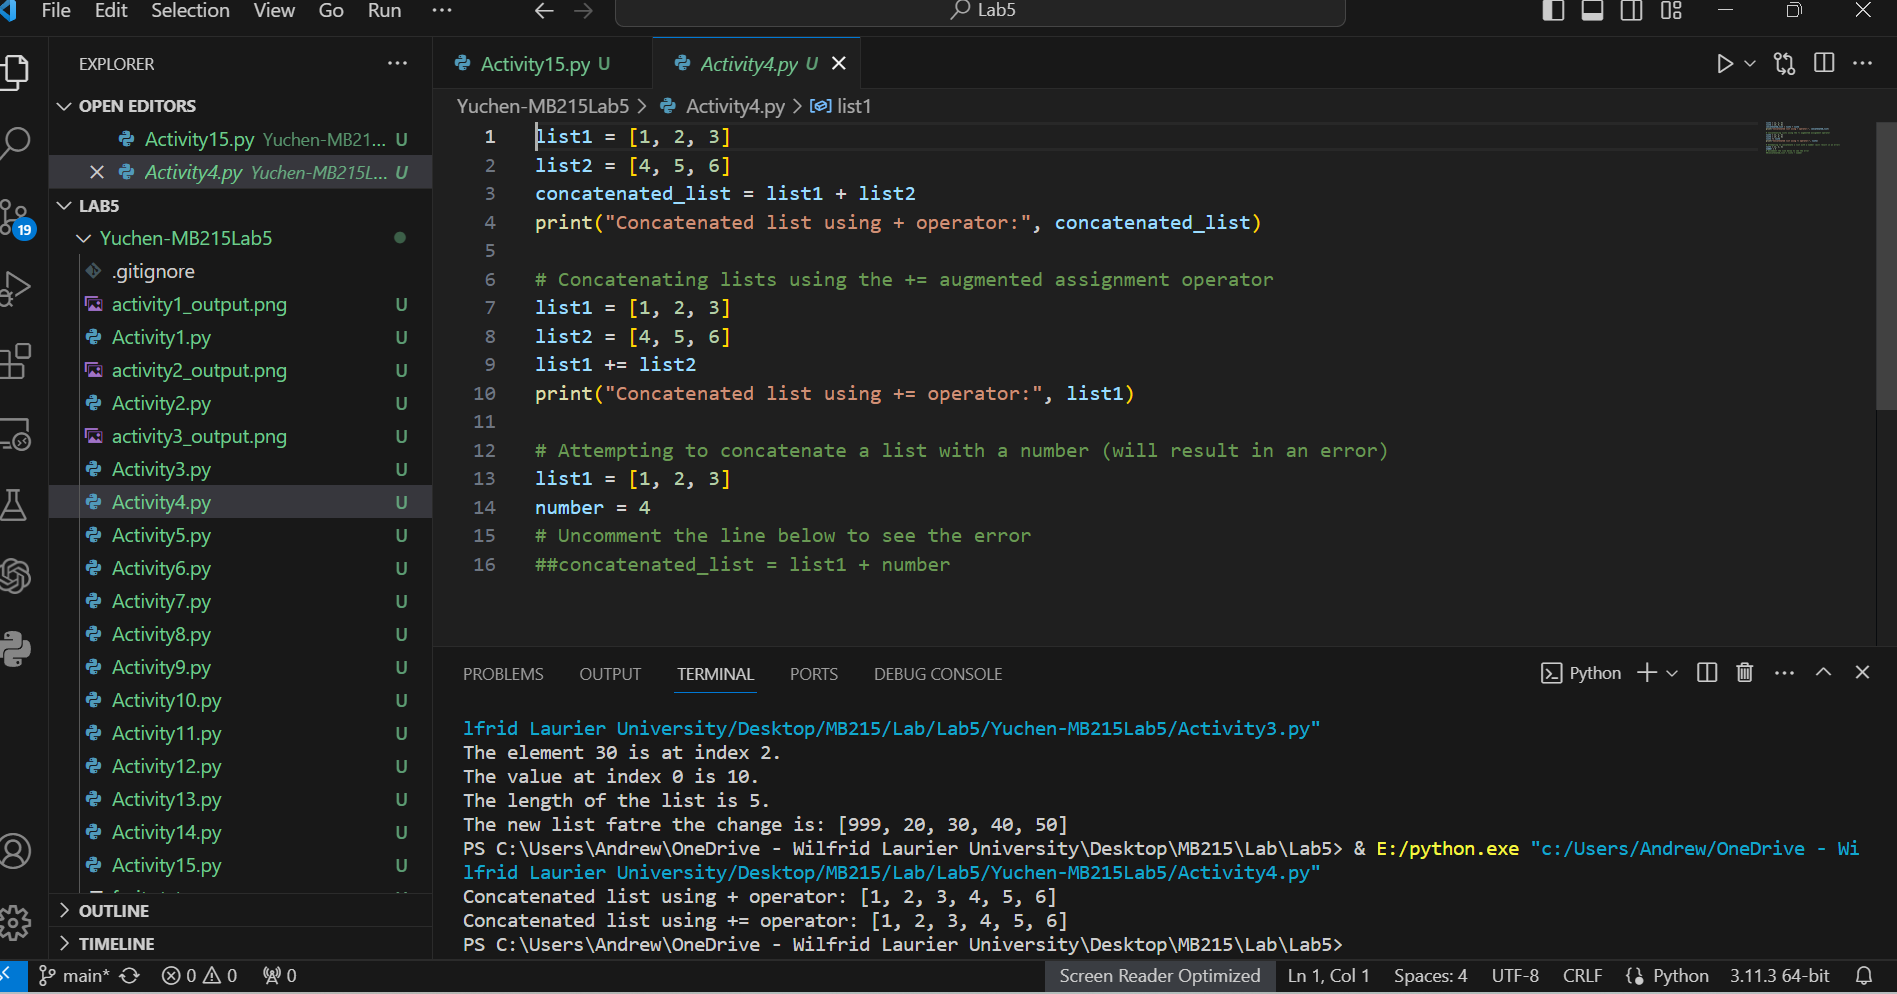 File Edit Selection View Go Run ... Lab5
EXPLORER ...
OPEN EDITORS
Activity15.py Yuchen-MB21... U
Activity4.py Yuchen-MB215L... U
LAB5
Yuchen-MB215Lab5
.gitignore
activity1_output.png U
Activity1.py U
activity2_output.png U
Activity2.py U
activity3_output.png U
Activity3.py U
Activity4.py U
Activity5.py U
Activity6.py U
Activity7.py U
Activity8.py U
Activity9.py U
Activity10.py U
Activity11.py U
Activity12.py U
Activity13.py U
Activity14.py U
Activity15.py U
OUTLINE
TIMELINE
19
Activity15.py U Activity4.py U
Yuchen-MB215Lab5 > Activity4.py > list1
1 list1 = [1, 2, 3]
2 list2 = [4, 5, 6]
3 concatenated_list = list1 + list2
4 print("Concatenated list using + operator:", concatenated_list)
5
6 # Concatenating lists using the += augmented assignment operator
7 list1 = [1, 2, 3]
8 list2 = [4, 5, 6]
9 list1 += list2
10 print("Concatenated list using += operator:", list1)
11
12 # Attempting to concatenate a list with a number (will result in an error)
13 list1 = [1, 2, 3]
14 number = 4
15 # Uncomment the line below to see the error
16 ##concatenated_list = list1 + number
PROBLEMS OUTPUT TERMINAL PORTS DEBUG CONSOLE Python
lfrid Laurier University/Desktop/MB215/Lab/Lab5/Yuchen-MB215Lab5/Activity3.py"
The element 30 is at index 2.
The value at index 0 is 10.
The length of the list is 5.
The new list fatre the change is: [999, 20, 30, 40, 50]
PS C:\Users\Andrew\OneDrive - Wilfrid Laurier University\Desktop\MB215\Lab\Lab5> & E:/python.exe "c:/Users/Andrew/OneDrive - Wi
lfrid Laurier University/Desktop/MB215/Lab/Lab5/Yuchen-MB215Lab5/Activity4.py"
Concatenated list using + operator: [1, 2, 3, 4, 5, 6]
Concatenated list using += operator: [1, 2, 3, 4, 5, 6]
PS C:\Users\Andrew\OneDrive - Wilfrid Laurier University\Desktop\MB215\Lab\Lab5>
main* 0 0 0 Screen Reader Optimized Ln 1, Col 1 Spaces: 4 UTF-8 CRLF Python 3.11.3 64-bit